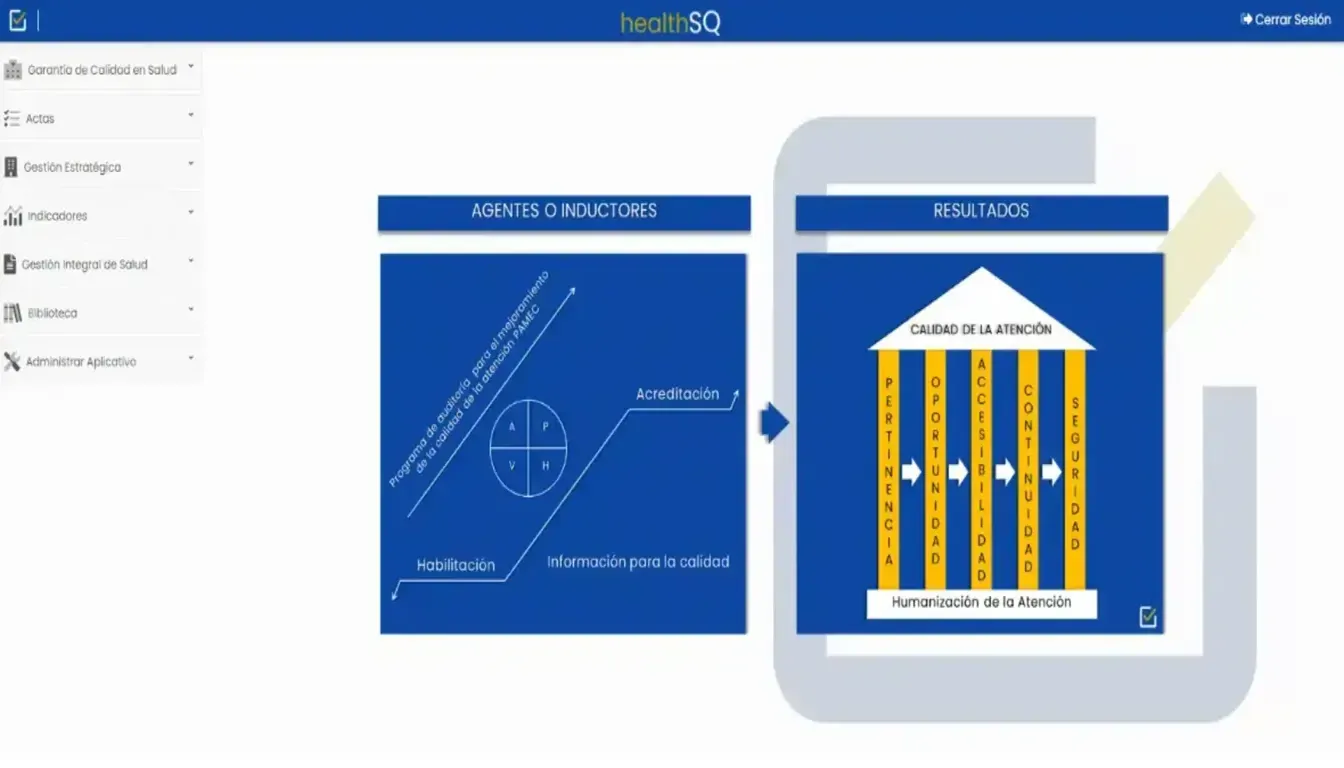 healthSQ
Cerrar Sesión
Garantía de Calidad en Salud
Actas
Gestión Estratégica
Indicadores
Gestión Integral de Salud
Biblioteca
Administrar Aplicativo
AGENTES O INDUCTORES
Programa de auditoría para el mejoramiento
de la calidad de la atención PAMEC
A P
V H
Acreditación
Habilitación
Información para la calidad
RESULTADOS
CALIDAD DE LA ATENCIÓN
PERTINENCIA
OPORTUNIDAD
ACCESIBILIDAD
CONTINUIDAD
SEGURIDAD
Humanización de la Atención